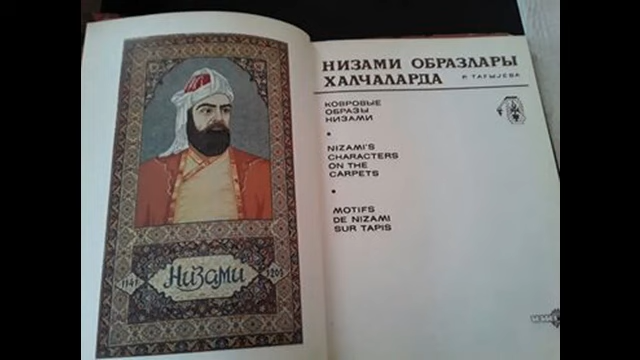 1141 Низами 1209
НИЗАМИ ОБРАЗЛАРЫ
ХАЛЧАЛАРДА
Р. ТАҒЫЈЕВА
КОВРОВЫЕ
ОБРАЗЫ
НИЗАМИ
•
NIZAMI'S
CHARACTERS
ON THE
CARPETS
•
MOTIFS
DE NIZAMI
SUR TAPIS